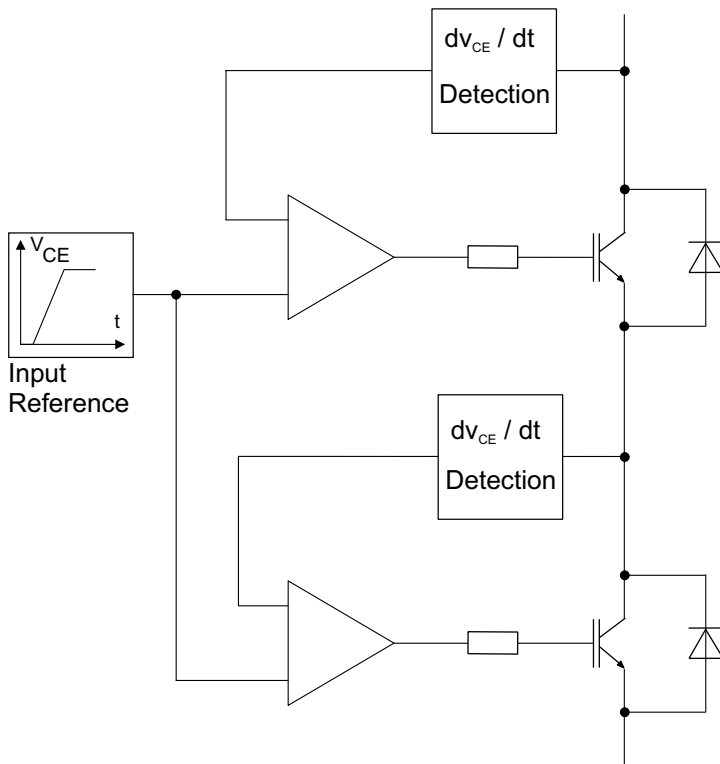 dv_CE / dt
Detection
V_CE
t
Input
Reference
dv_CE / dt
Detection